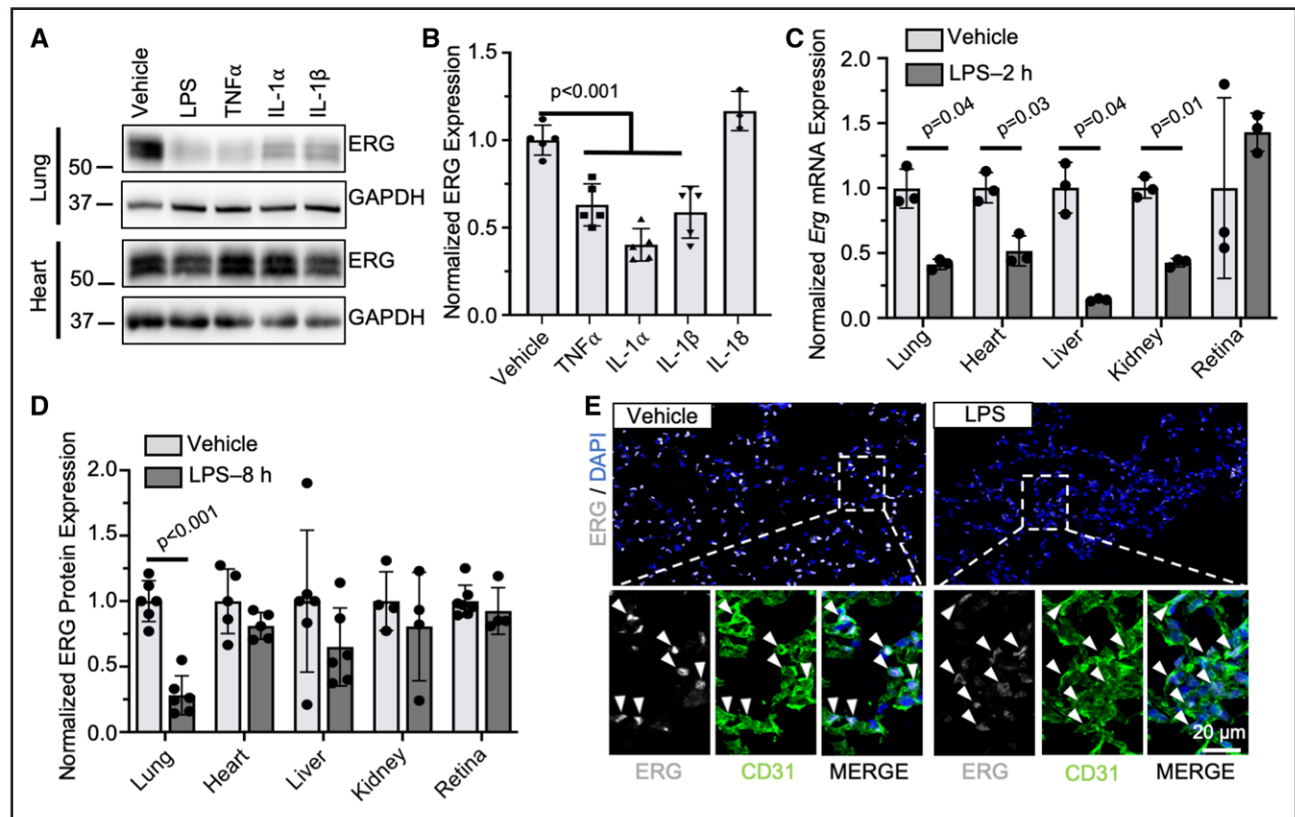 A
Vehicle
LPS
TNFα
IL-1α
IL-1β
Lung
ERG
50
37
GAPDH
Heart
ERG
50
37
GAPDH
B
Normalized ERG Expression
1.5
1.0
0.5
0.0
p<0.001
Vehicle
TNFα
IL-1α
IL-1β
IL-18
C
Normalized Erg mRNA Expression
Vehicle
LPS–2 h
2.0
1.5
1.0
0.5
0.0
p=0.04
p=0.03
p=0.04
p=0.01
Lung
Heart
Liver
Kidney
Retina
D
Normalized ERG Protein Expression
Vehicle
LPS–8 h
2.0
1.5
1.0
0.5
0.0
p<0.001
Lung
Heart
Liver
Kidney
Retina
E
Vehicle
LPS
ERG / DAPI
20 µm
ERG
CD31
MERGE
ERG
CD31
MERGE